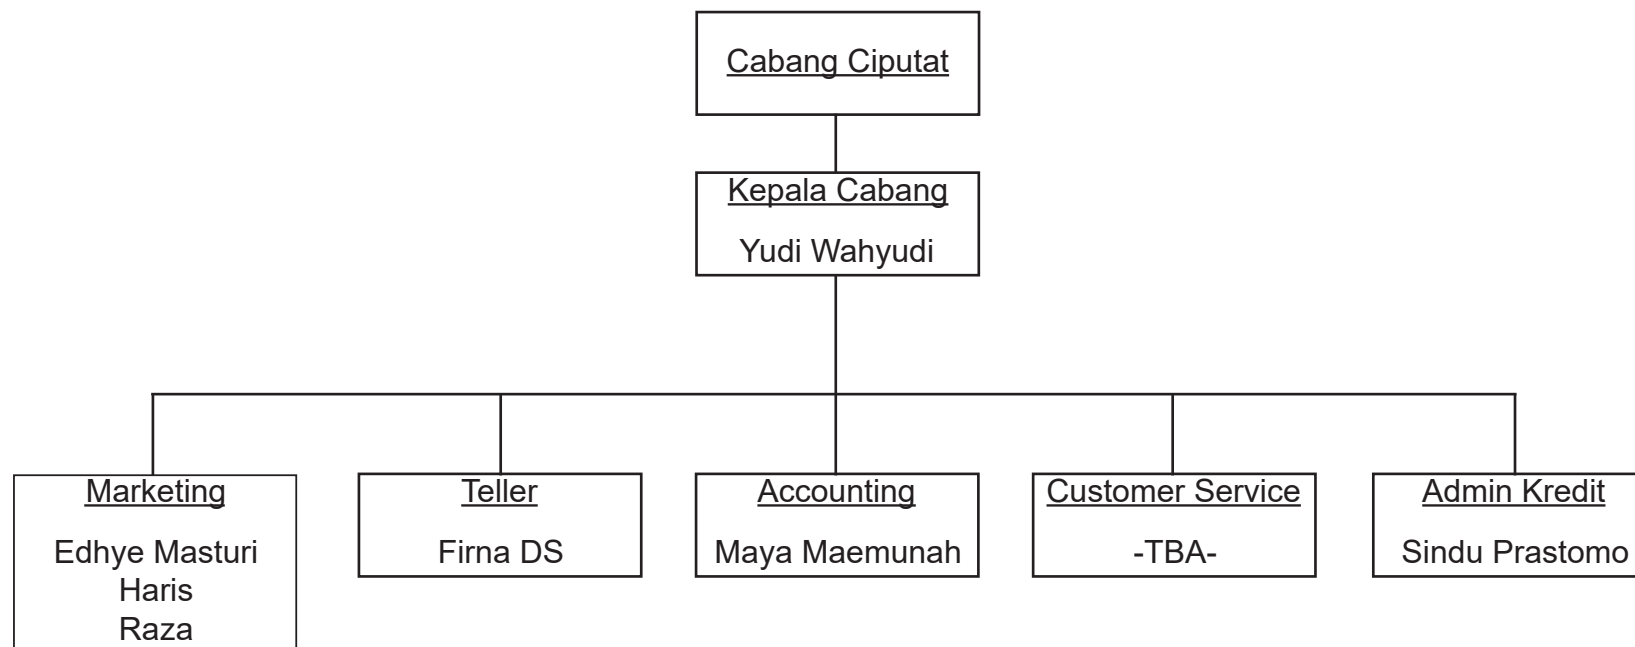 Cabang Ciputat
Kepala Cabang
Yudi Wahyudi
Marketing
Edhye Masturi
Haris
Raza
Teller
Firna DS
Accounting
Maya Maemunah
Customer Service
-TBA-
Admin Kredit
Sindu Prastomo